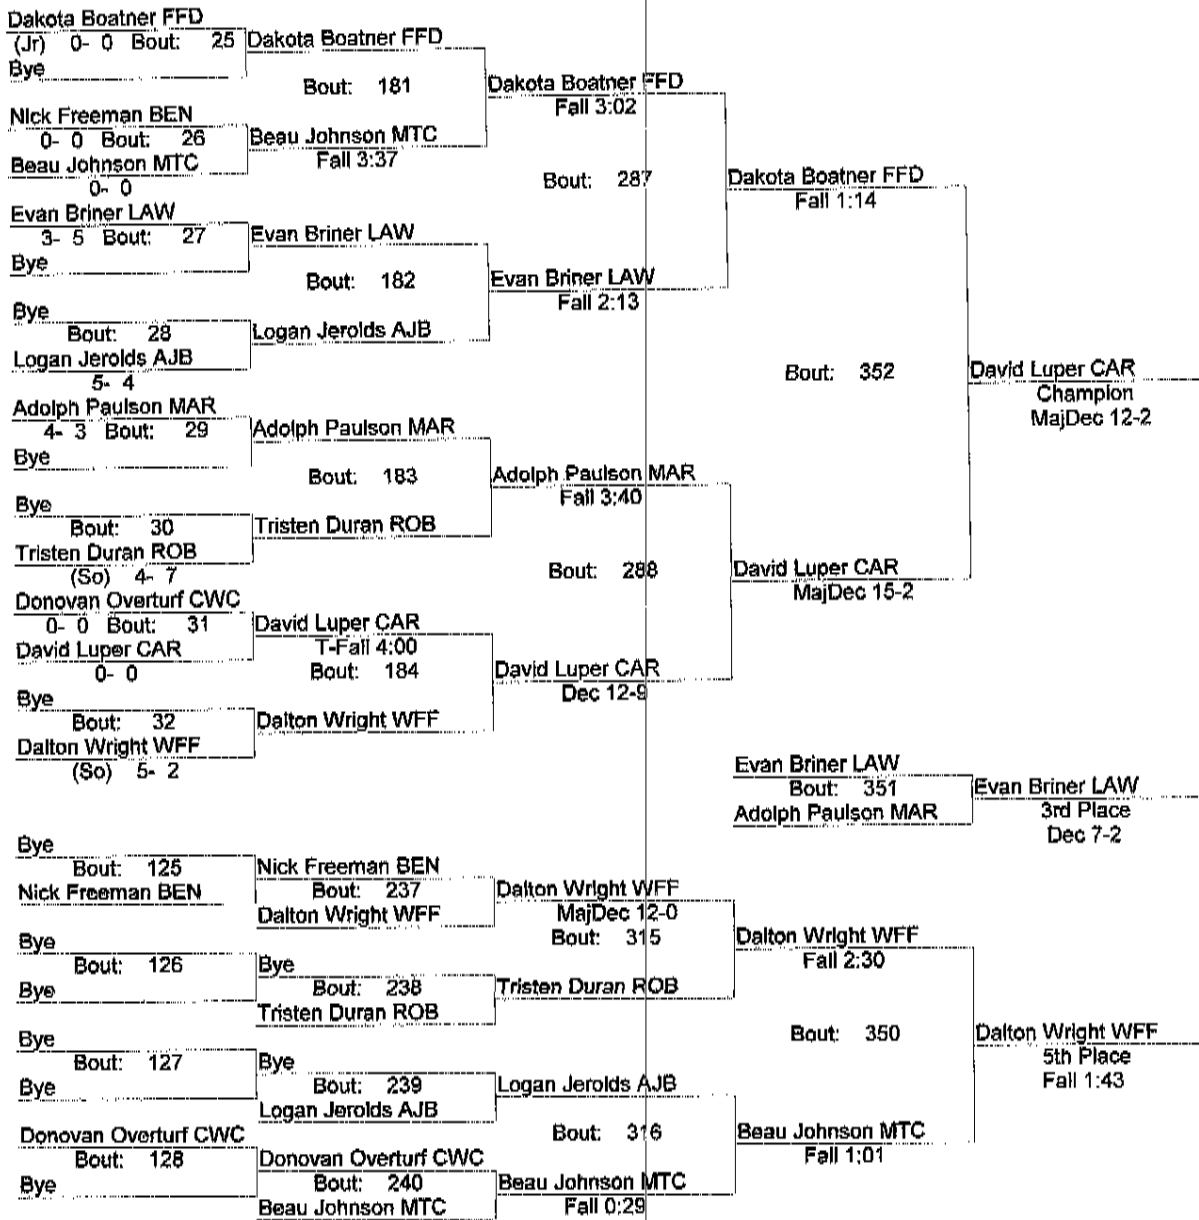 Dakota Boatner FFD
(Jr) 0- 0 Bout: 25
Bye
Dakota Boatner FFD
Bout: 181
Nick Freeman BEN
0- 0 Bout: 26
Beau Johnson MTC
0- 0
Beau Johnson MTC
Fall 3:37
Dakota Boatner FFD
Fall 3:02
Bout: 287
Evan Briner LAW
3- 5 Bout: 27
Bye
Evan Briner LAW
Bout: 182
Bye
Bout: 28
Logan Jerolds AJB
5- 4
Logan Jerolds AJB
Evan Briner LAW
Fall 2:13
Dakota Boatner FFD
Fall 1:14
Bout: 352
Adolph Paulson MAR
4- 3 Bout: 29
Bye
Adolph Paulson MAR
Bout: 183
Bye
Bout: 30
Tristen Duran ROB
(So) 4- 7
Tristen Duran ROB
Adolph Paulson MAR
Fall 3:40
Bout: 288
Donovan Overturf CWC
0- 0 Bout: 31
David Luper CAR
0- 0
David Luper CAR
T-Fall 4:00
Bout: 184
Bye
Bout: 32
Dalton Wright WFF
(So) 5- 2
Dalton Wright WFF
David Luper CAR
Dec 12-9
David Luper CAR
MajDec 15-2
David Luper CAR
Champion
MajDec 12-2
Evan Briner LAW
Bout: 351
Adolph Paulson MAR
Evan Briner LAW
3rd Place
Dec 7-2
Bye
Bout: 125
Nick Freeman BEN
Nick Freeman BEN
Bout: 237
Dalton Wright WFF
Dalton Wright WFF
MajDec 12-0
Bout: 315
Bye
Bout: 126
Bye
Bye
Bout: 238
Tristen Duran ROB
Tristen Duran ROB
Dalton Wright WFF
Fall 2:30
Bout: 350
Bye
Bout: 127
Bye
Bye
Bout: 239
Logan Jerolds AJB
Logan Jerolds AJB
Bout: 316
Donovan Overturf CWC
Bout: 128
Bye
Donovan Overturf CWC
Bout: 240
Beau Johnson MTC
Beau Johnson MTC
Fall 0:29
Beau Johnson MTC
Fall 1:01
Dalton Wright WFF
5th Place
Fall 1:43